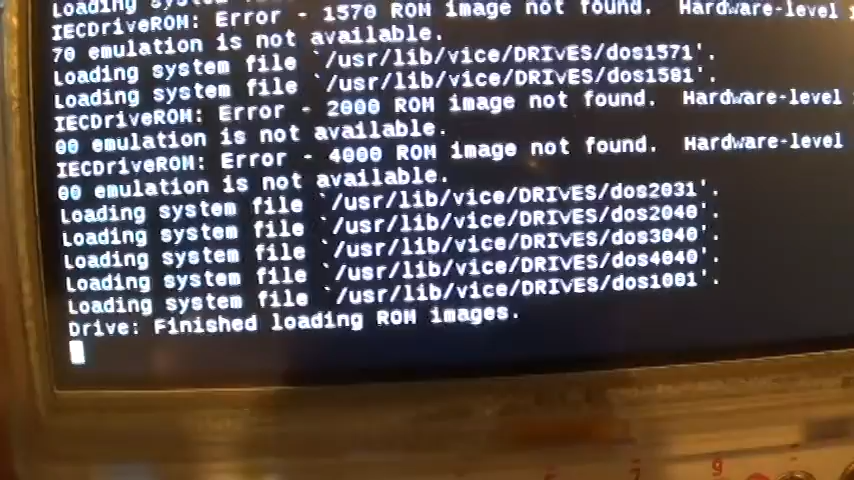 Loading system
IECDriveROM: Error - 1570 ROM image not found.  Hardware-level
70 emulation is not available.
Loading system file `/usr/lib/vice/DRIVES/dos1571'.
Loading system file `/usr/lib/vice/DRIVES/dos1581'.
IECDriveROM: Error - 2000 ROM image not found.  Hardware-level
00 emulation is not available.
IECDriveROM: Error - 4000 ROM image not found.  Hardware-level
00 emulation is not available.
Loading system file `/usr/lib/vice/DRIVES/dos2031'.
Loading system file `/usr/lib/vice/DRIVES/dos2040'.
Loading system file `/usr/lib/vice/DRIVES/dos3040'.
Loading system file `/usr/lib/vice/DRIVES/dos4040'.
Loading system file `/usr/lib/vice/DRIVES/dos1001'.
Drive: Finished loading ROM images.
7 9